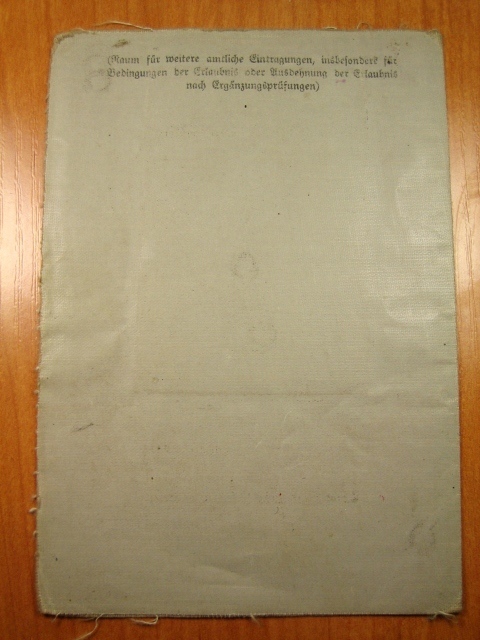 (Raum für weitere amtliche Eintragungen, insbesondere für
Bedingungen der Erlaubnis oder Ausdehnung der Erlaubnis
nach Ergänzungsprüfungen)